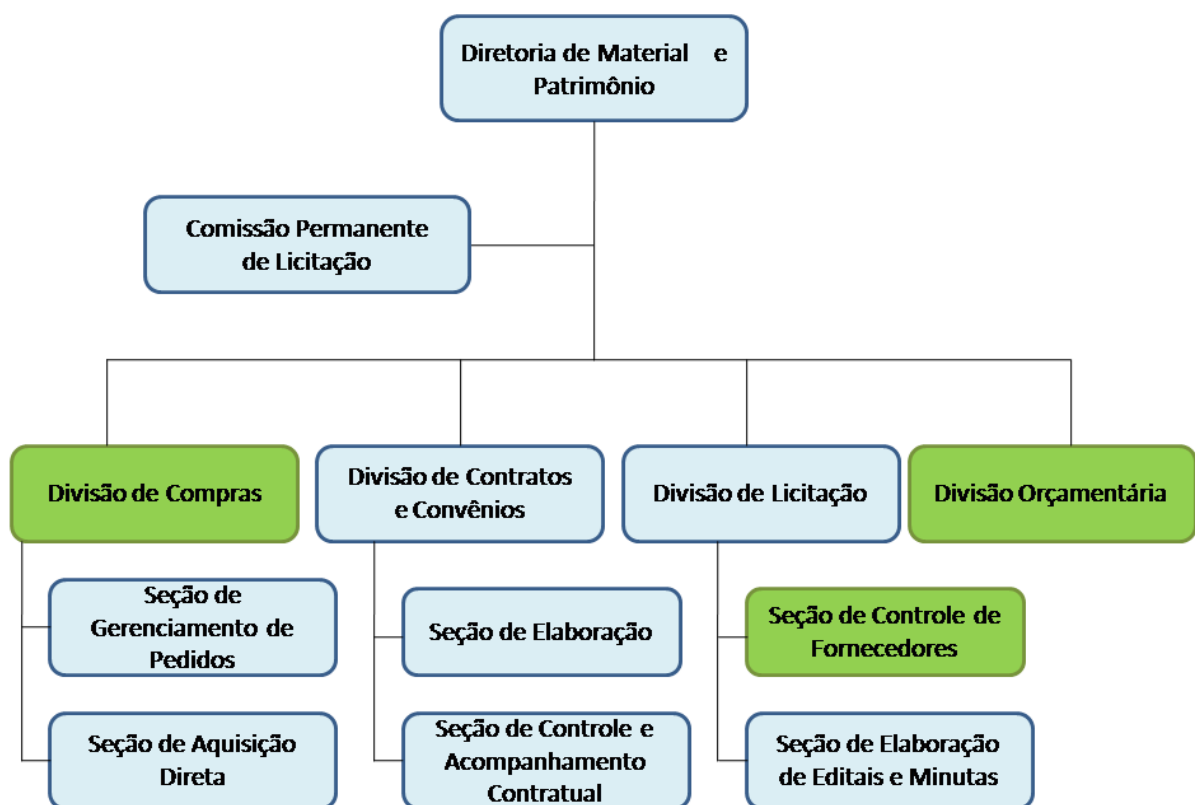 Diretoria de Material e
Patrimônio
Comissão Permanente
de Licitação
Divisão de Compras
Divisão de Contratos
e Convênios
Divisão de Licitação
Divisão Orçamentária
Seção de
Gerenciamento de
Pedidos
Seção de Elaboração
Seção de Controle de
Fornecedores
Seção de Aquisição
Direta
Seção de Controle e
Acompanhamento
Contratual
Seção de Elaboração
de Editais e Minutas